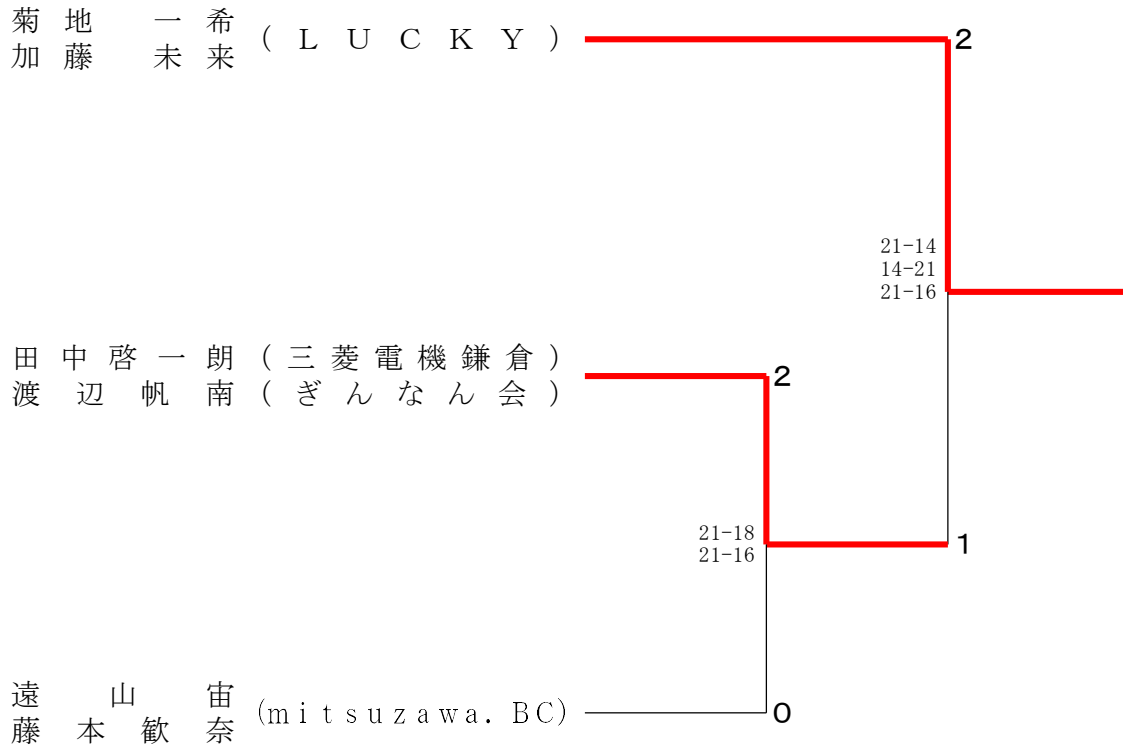 菊地 一希
加藤 未来
(LUCKY)
2
21-14
14-21
21-16
田中啓一朗(三菱電機鎌倉)
渡辺帆南(ぎんなん会)
2
21-18
21-16
1
遠山 宙
藤本歓奈
(mitsuzawa.BC)
0